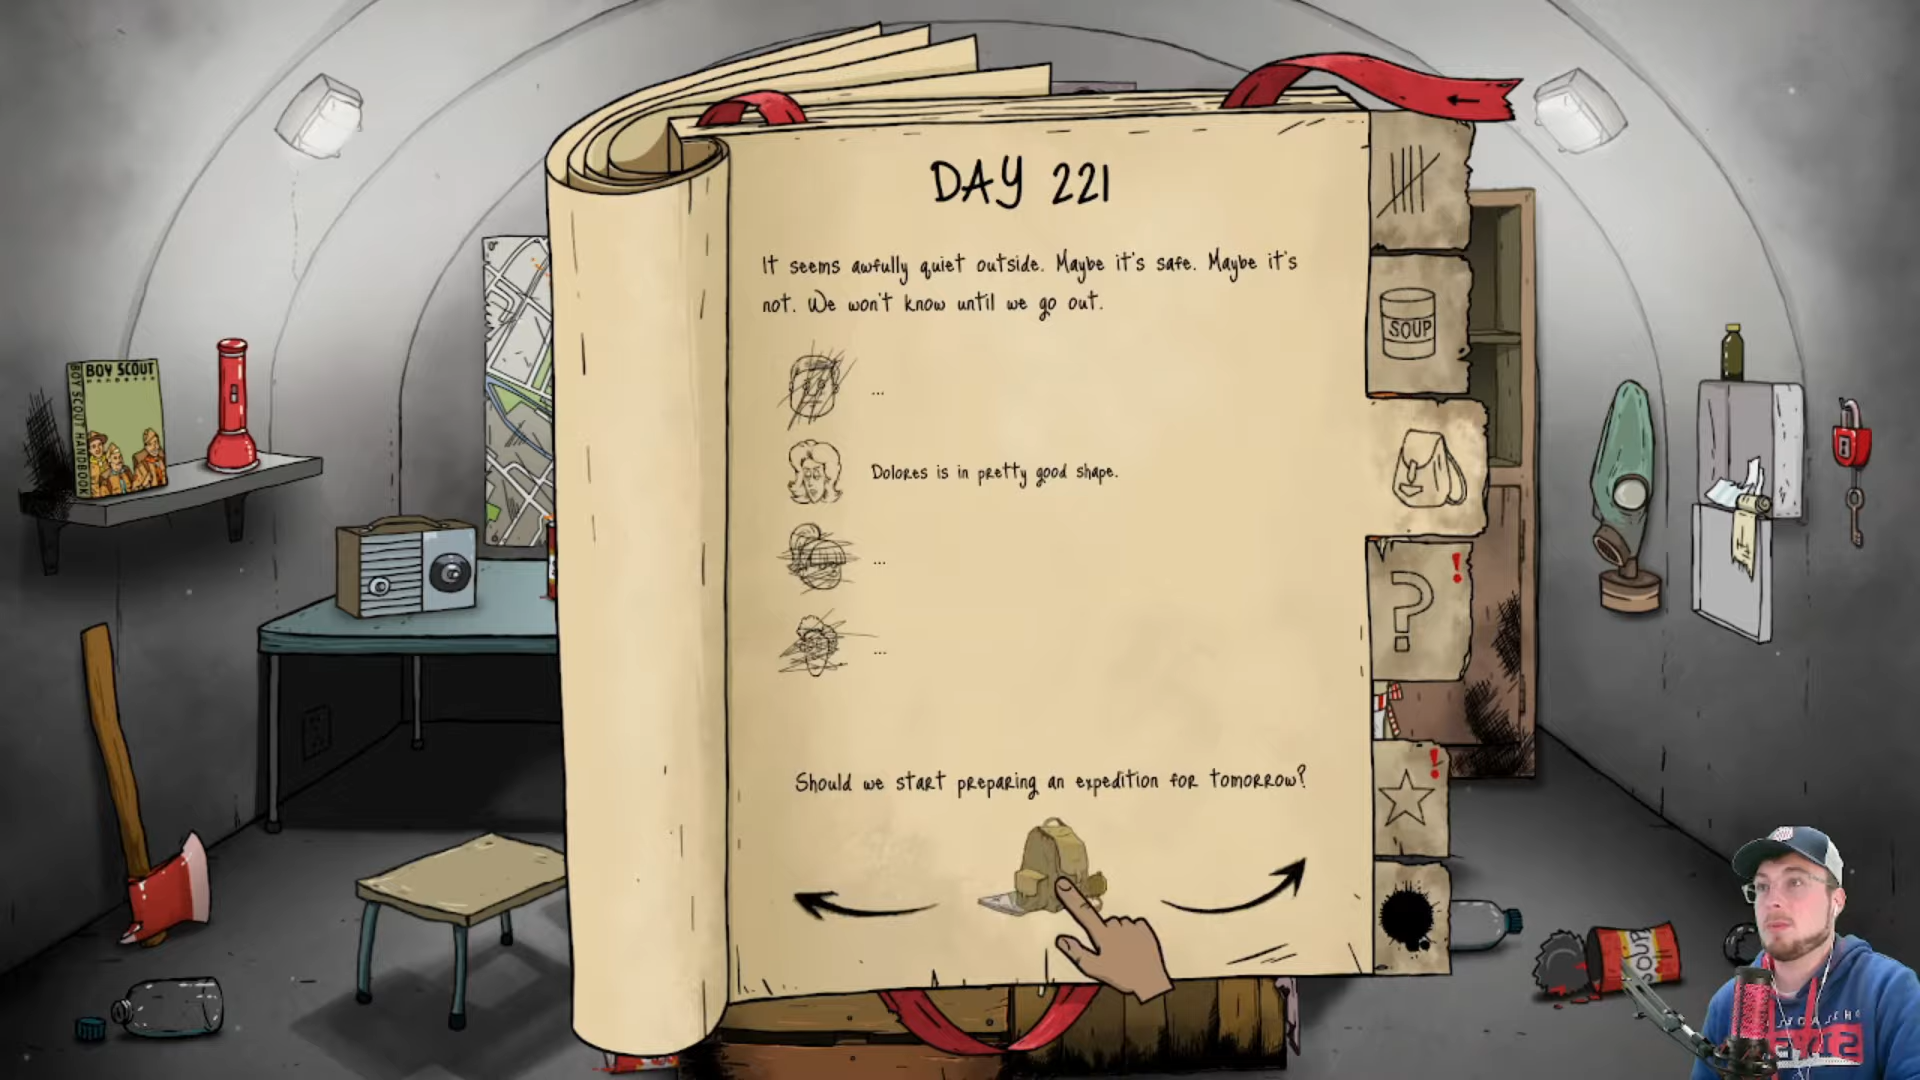 DAY 221
It seems awfully quiet outside. Maybe it's safe. Maybe it's
not. We won't know until we go out.
...
Dolores is in pretty good shape.
...
...
Should we start preparing an expedition for tomorrow?
SOUP
BOY SCOUT
BOY SCOUT HANDBOOK
SOUP